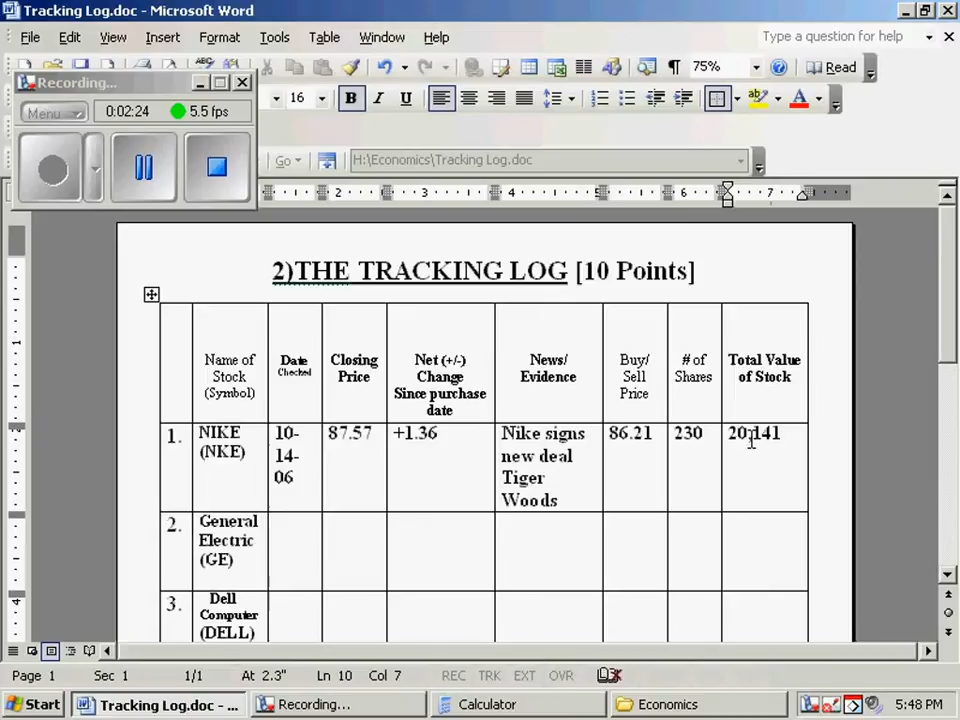 Tracking Log.doc - Microsoft Word
File Edit View Insert Format Tools Table Window Help Type a question for help
75% Read
Recording...
Menu 0:02:24 5.5 fps
16 B I U A
Go H:\Economics\Tracking Log.doc
2 3 4 5 6 7
2)THE TRACKING LOG [10 Points]
Name of Stock (Symbol)
Date Checked
Closing Price
Net (+/-) Change Since purchase date
News/ Evidence
Buy/ Sell Price
# of Shares
Total Value of Stock
1. NIKE (NKE)
10-14-06
87.57
+1.36
Nike signs new deal Tiger Woods
86.21
230
20,141
2. General Electric (GE)
3. Dell Computer (DELL)
Page 1 Sec 1 1/1 At 2.3" Ln 10 Col 7 REC TRK EXT OVR
Start Tracking Log.doc - ... Recording... Calculator Economics 5:48 PM